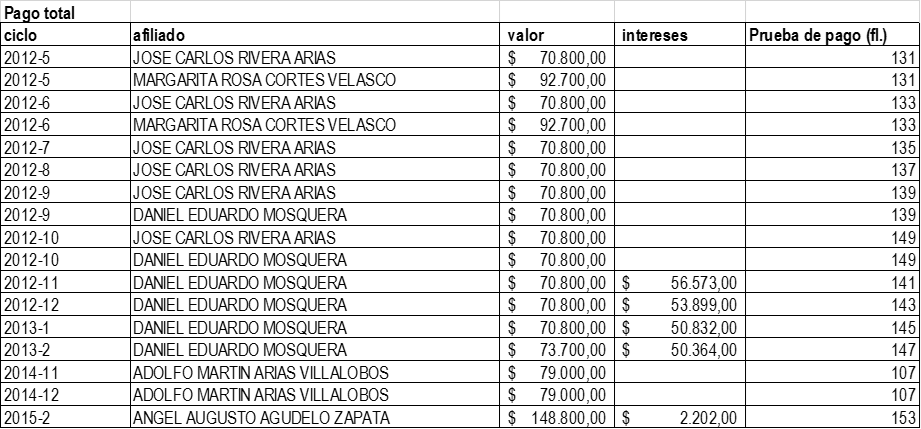 Pago total
ciclo afiliado valor intereses Prueba de pago (fl.)
2012-5 JOSE CARLOS RIVERA ARIAS $ 70.800,00 131
2012-5 MARGARITA ROSA CORTES VELASCO $ 92.700,00 131
2012-6 JOSE CARLOS RIVERA ARIAS $ 70.800,00 133
2012-6 MARGARITA ROSA CORTES VELASCO $ 92.700,00 133
2012-7 JOSE CARLOS RIVERA ARIAS $ 70.800,00 135
2012-8 JOSE CARLOS RIVERA ARIAS $ 70.800,00 137
2012-9 JOSE CARLOS RIVERA ARIAS $ 70.800,00 139
2012-9 DANIEL EDUARDO MOSQUERA $ 70.800,00 139
2012-10 JOSE CARLOS RIVERA ARIAS $ 70.800,00 149
2012-10 DANIEL EDUARDO MOSQUERA $ 70.800,00 149
2012-11 DANIEL EDUARDO MOSQUERA $ 70.800,00 $ 56.573,00 141
2012-12 DANIEL EDUARDO MOSQUERA $ 70.800,00 $ 53.899,00 143
2013-1 DANIEL EDUARDO MOSQUERA $ 70.800,00 $ 50.832,00 145
2013-2 DANIEL EDUARDO MOSQUERA $ 73.700,00 $ 50.364,00 147
2014-11 ADOLFO MARTIN ARIAS VILLALOBOS $ 79.000,00 107
2014-12 ADOLFO MARTIN ARIAS VILLALOBOS $ 79.000,00 107
2015-2 ANGEL AUGUSTO AGUDELO ZAPATA $ 148.800,00 $ 2.202,00 153